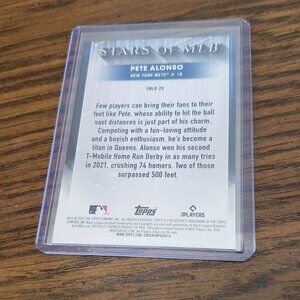 STARS OF MLB
PETE ALONSO
NEW YORK METS • 1B
SMLB-29
Few players can bring their fans to their
feet like Pete, whose ability to hit the ball
vast distances is just part of his charm.
Competing with a fun-loving attitude
and a boyish enthusiasm, he's become a
titan in Queens. Alonso won his second
T-Mobile Home Run Derby in as many tries
in 2021, crushing 74 homers. Two of those
surpassed 500 feet.
Topps
PLAYERS